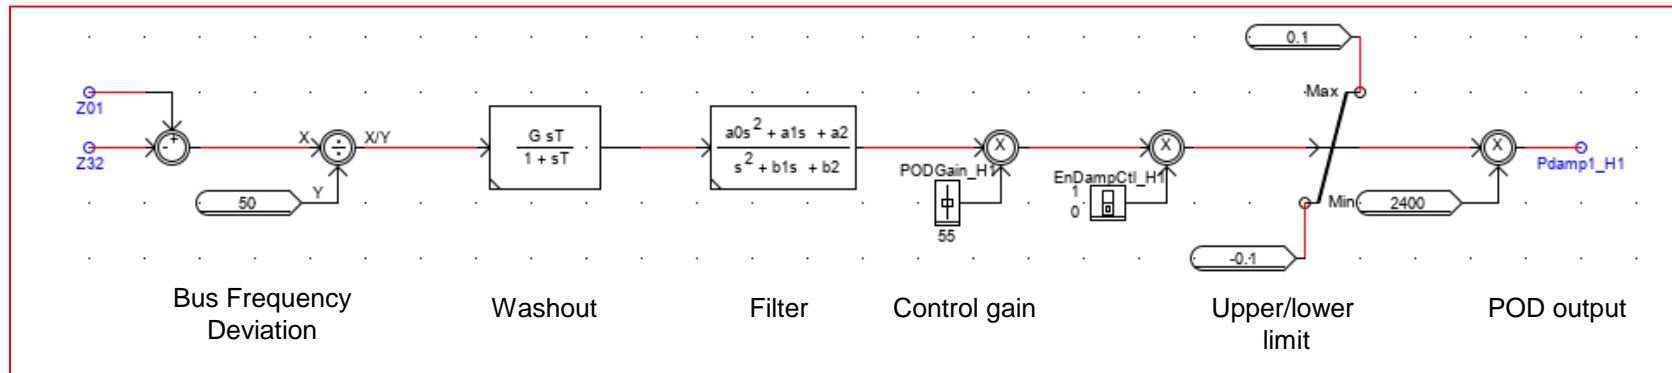 0.1
Max
Z01
+
Z32
-
X
÷
X/Y
Y
50
G sT
1 + sT
a0s² + a1s + a2
s² + b1s + b2
X
PODGain_H1
55
X
EnDampCtl_H1
1
0
Min
-0.1
2400
X
Pdamp1_H1
Bus Frequency
Deviation
Washout
Filter
Control gain
Upper/lower
limit
POD output